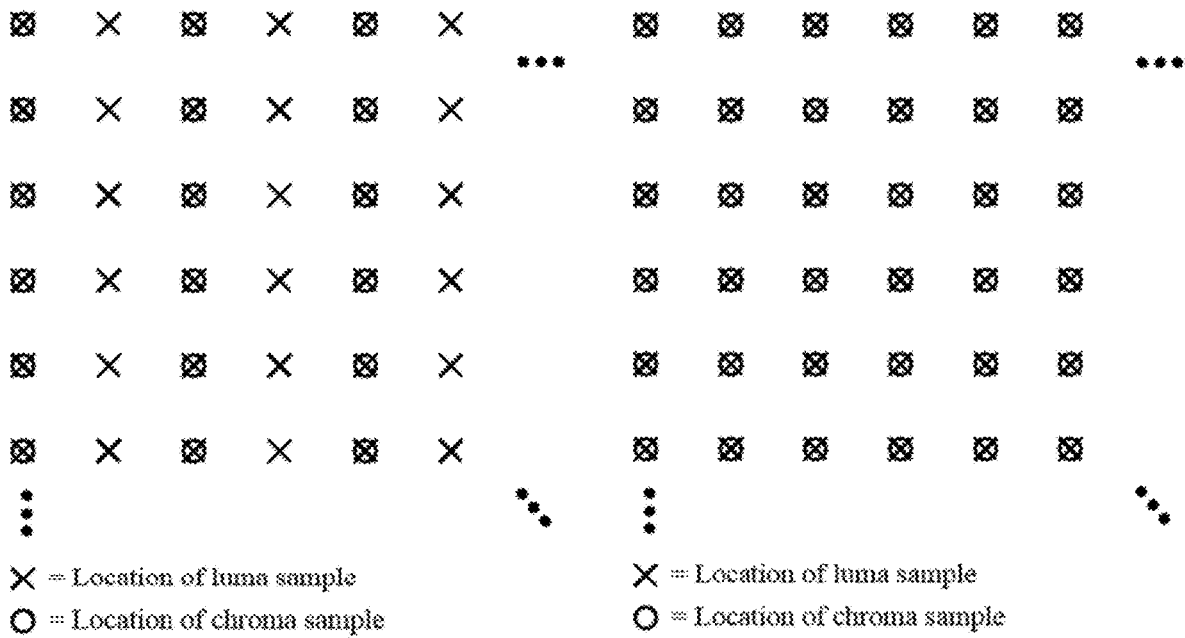 = Location of luma sample
= Location of chroma sample
= Location of luma sample
= Location of chroma sample